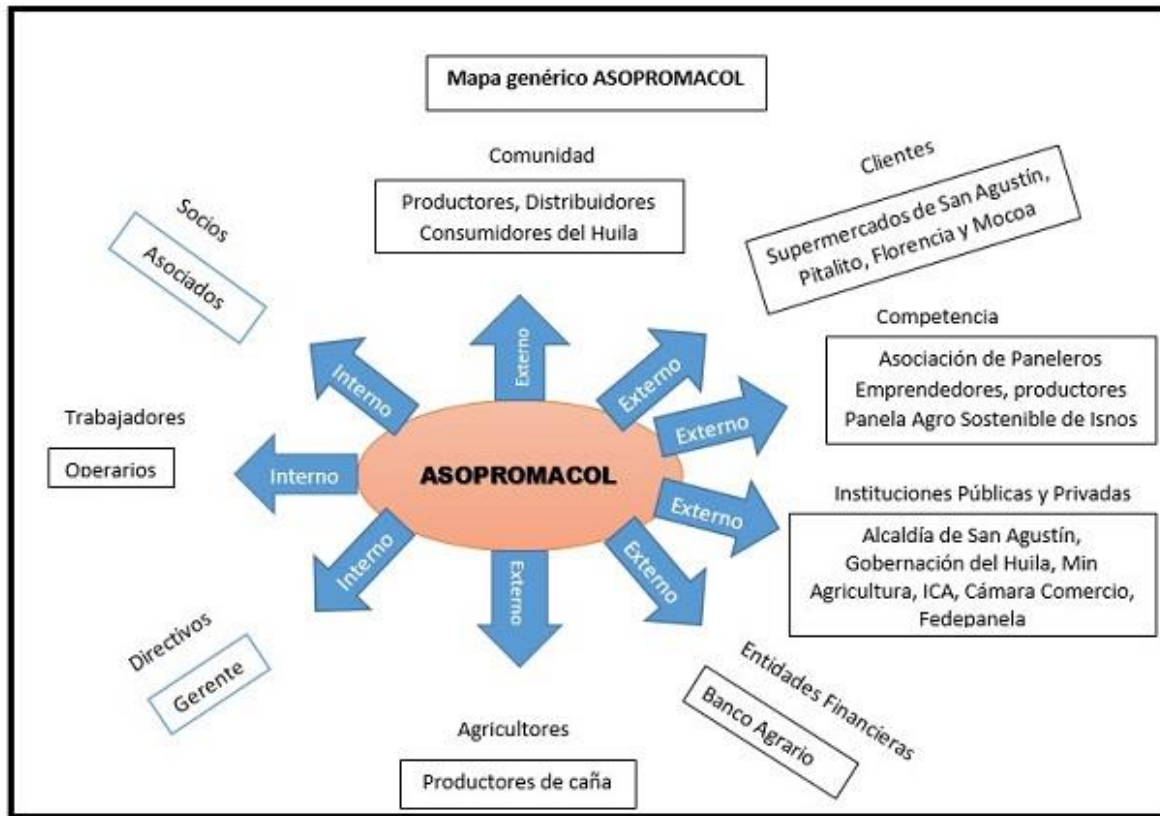 Mapa genérico ASOPROMACOL
Comunidad
Productores, Distribuidores
Consumidores del Huila
Clientes
Supermercados de San Agustín,
Pitalito, Florencia y Mocoa
Socios
Asociados
Competencia
Asociación de Paneleros
Emprendedores, productores
Panela Agro Sostenible de Isnos
Trabajadores
Operarios
Interno
Externo
Externo
Externo
Interno
ASOPROMACOL
Externo
Interno
Externo
Externo
Instituciones Públicas y Privadas
Alcaldía de San Agustín,
Gobernación del Huila, Min
Agricultura, ICA, Cámara Comercio,
Fedepanela
Directivos
Gerente
Agricultores
Productores de caña
Entidades Financieras
Banco Agrario